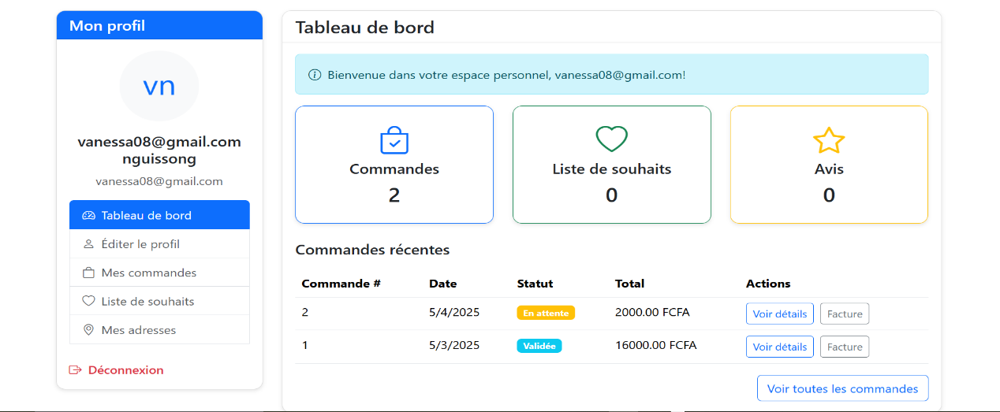 Mon profil
vn
vanessa08@gmail.com
nguissong
vanessa08@gmail.com
Tableau de bord
Éditer le profil
Mes commandes
Liste de souhaits
Mes adresses
Déconnexion
Tableau de bord
Bienvenue dans votre espace personnel, vanessa08@gmail.com!
Commandes
2
Liste de souhaits
0
Avis
0
Commandes récentes
Commande # Date Statut Total Actions
2 5/4/2025 En attente 2000.00 FCFA Voir détails Facture
1 5/3/2025 Validée 16000.00 FCFA Voir détails Facture
Voir toutes les commandes